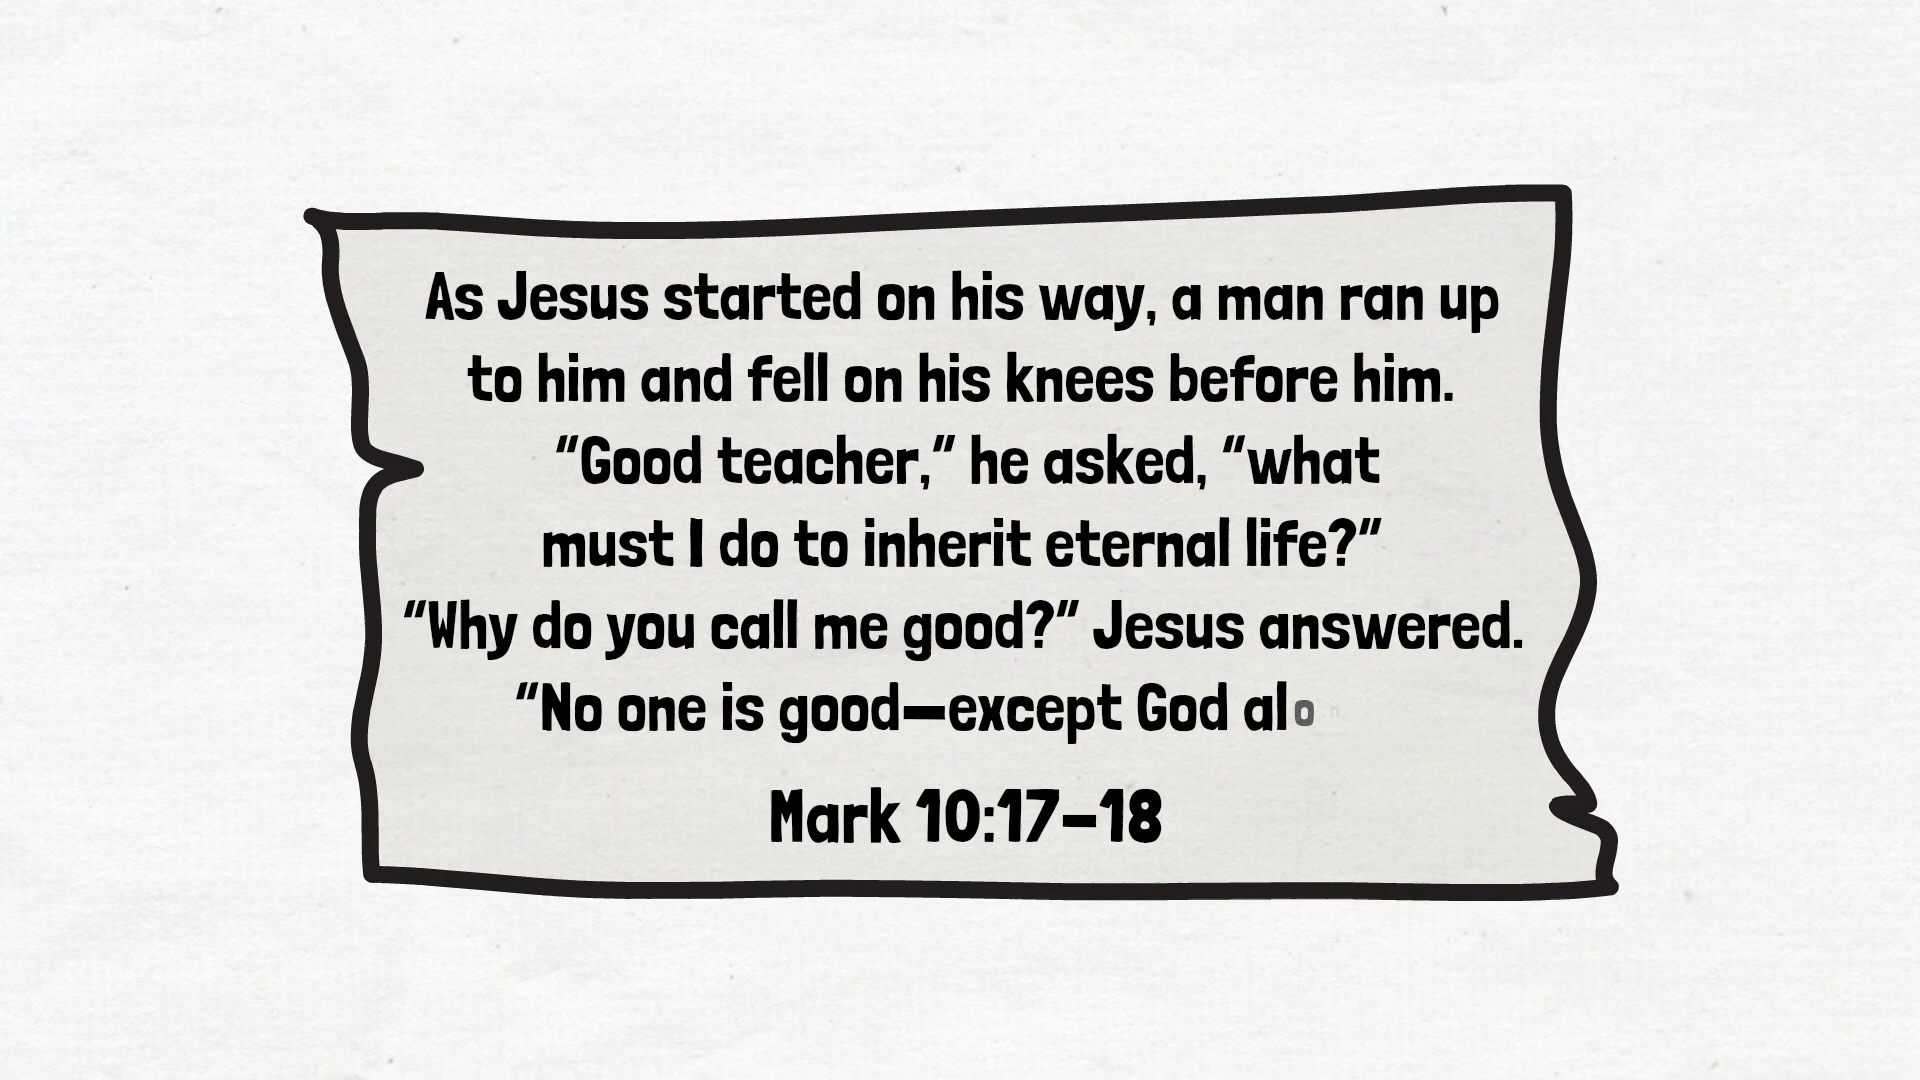 As Jesus started on his way, a man ran up
to him and fell on his knees before him.
“Good teacher,” he asked, “what
must I do to inherit eternal life?”
“Why do you call me good?” Jesus answered.
“No one is good—except God alon
Mark 10:17–18